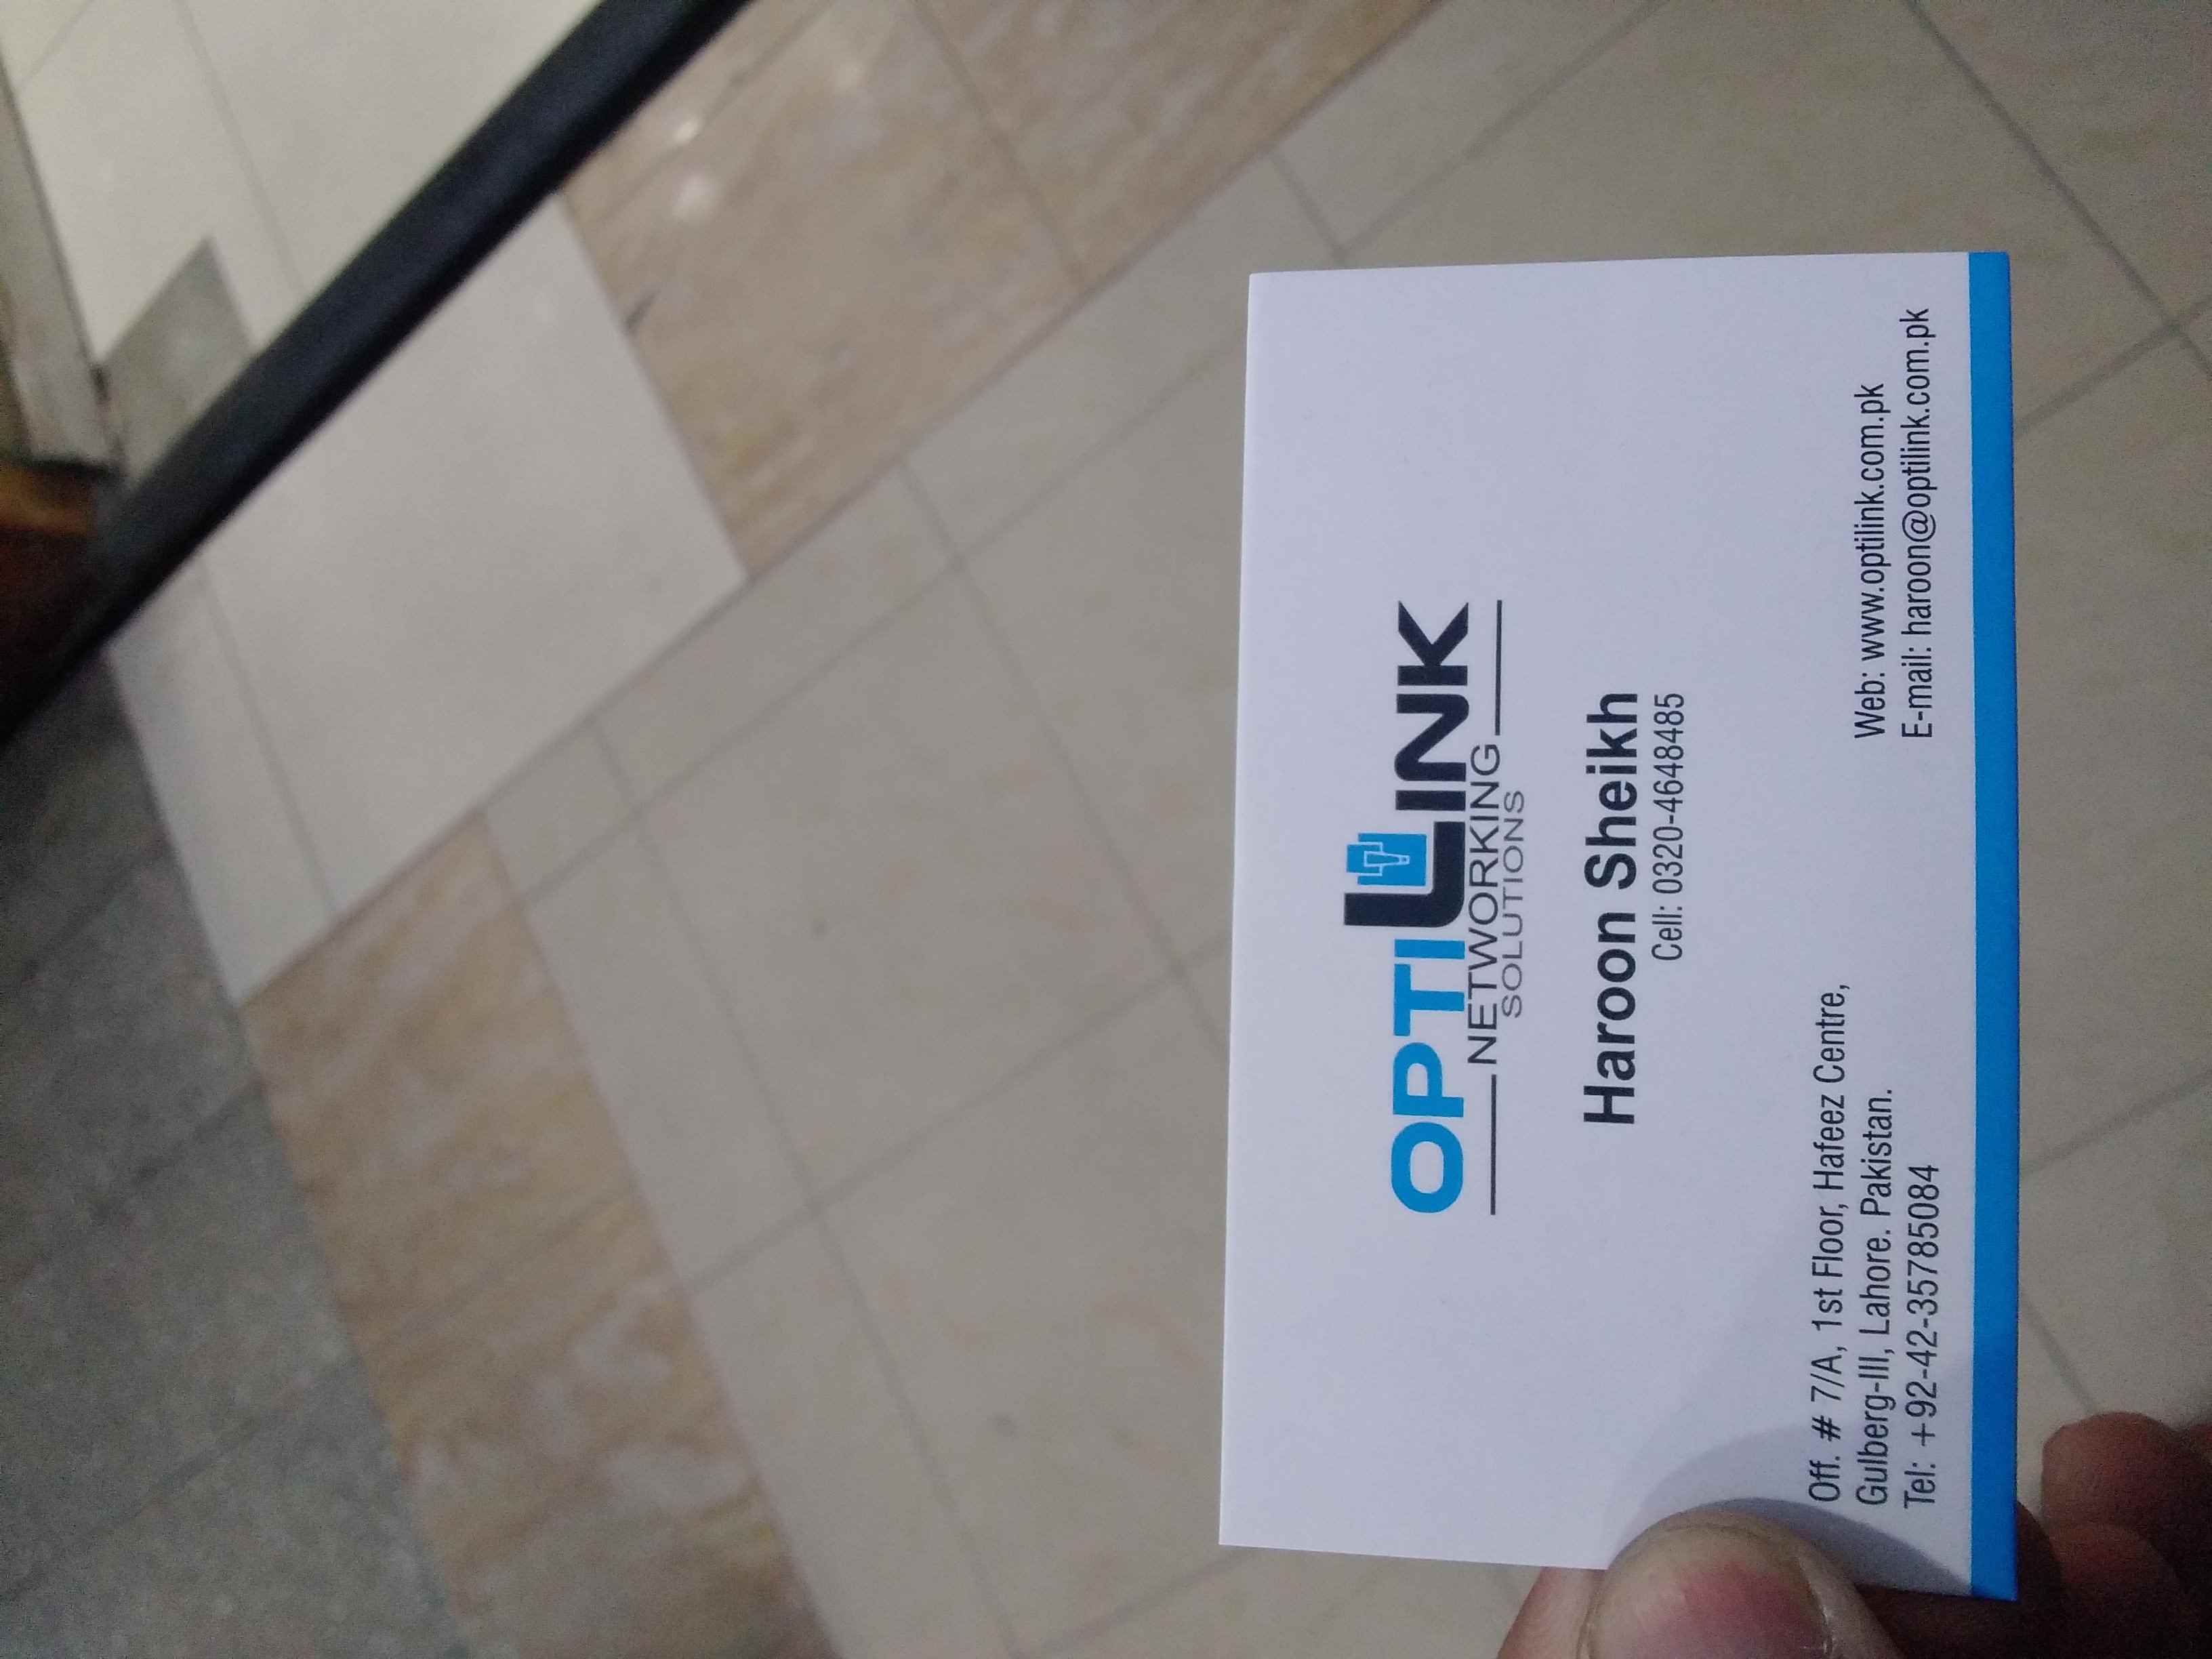 OPTILINK
NETWORKING
SOLUTIONS
Haroon Sheikh
Cell: 0320-4648485
Off. # 7/A, 1st Floor, Hafeez Centre,
Gulberg-III, Lahore. Pakistan.
Tel: +92-42-35785084
Web: www.optilink.com.pk
E-mail: haroon@optilink.com.pk